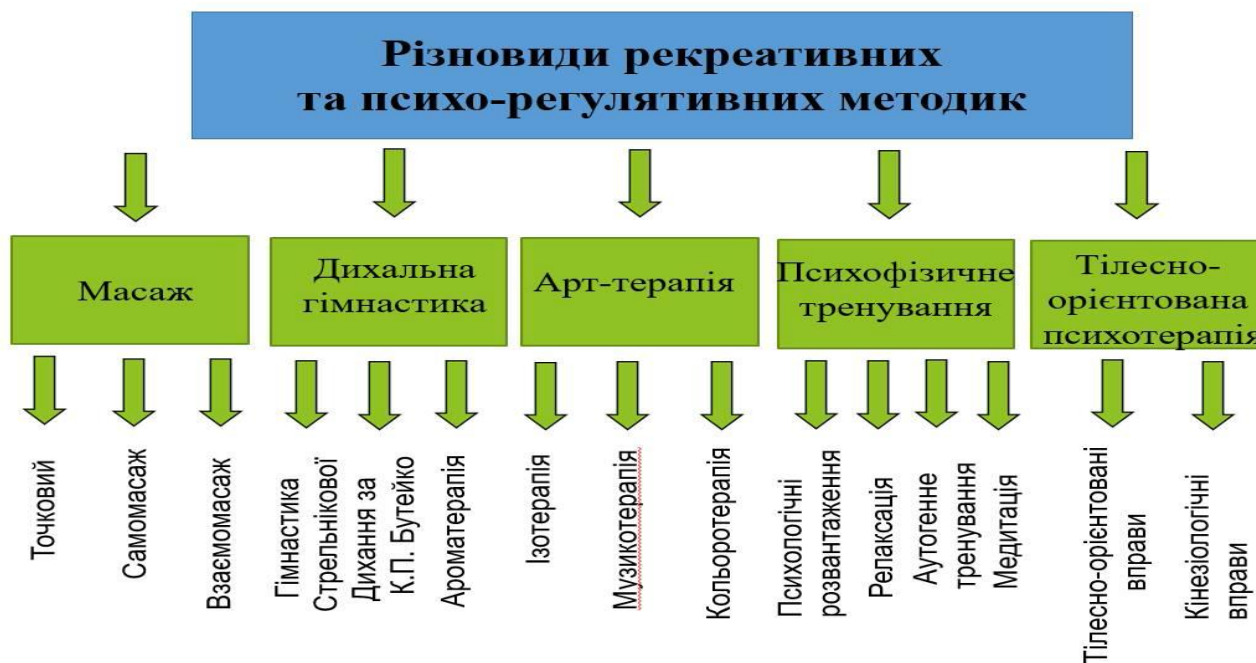 Різновиди рекреативних
та психо-регулятивних методик
Масаж
Дихальна
гімнастика
Арт-терапія
Психофізичне
тренування
Тілесно-
орієнтована
психотерапія
Точковий
Самомасаж
Взаємомасаж
Гімнастика
Стрельнікової
Дихання за
К.П. Бутейко
Ароматерапія
Ізотерапія
Музикотерапія
Кольоротерапія
Психологічні
розвантаження
Релаксація
Аутогенне
тренування
Медитація
Тілесно-орієнтовані
вправи
Кінезіологічні
вправи